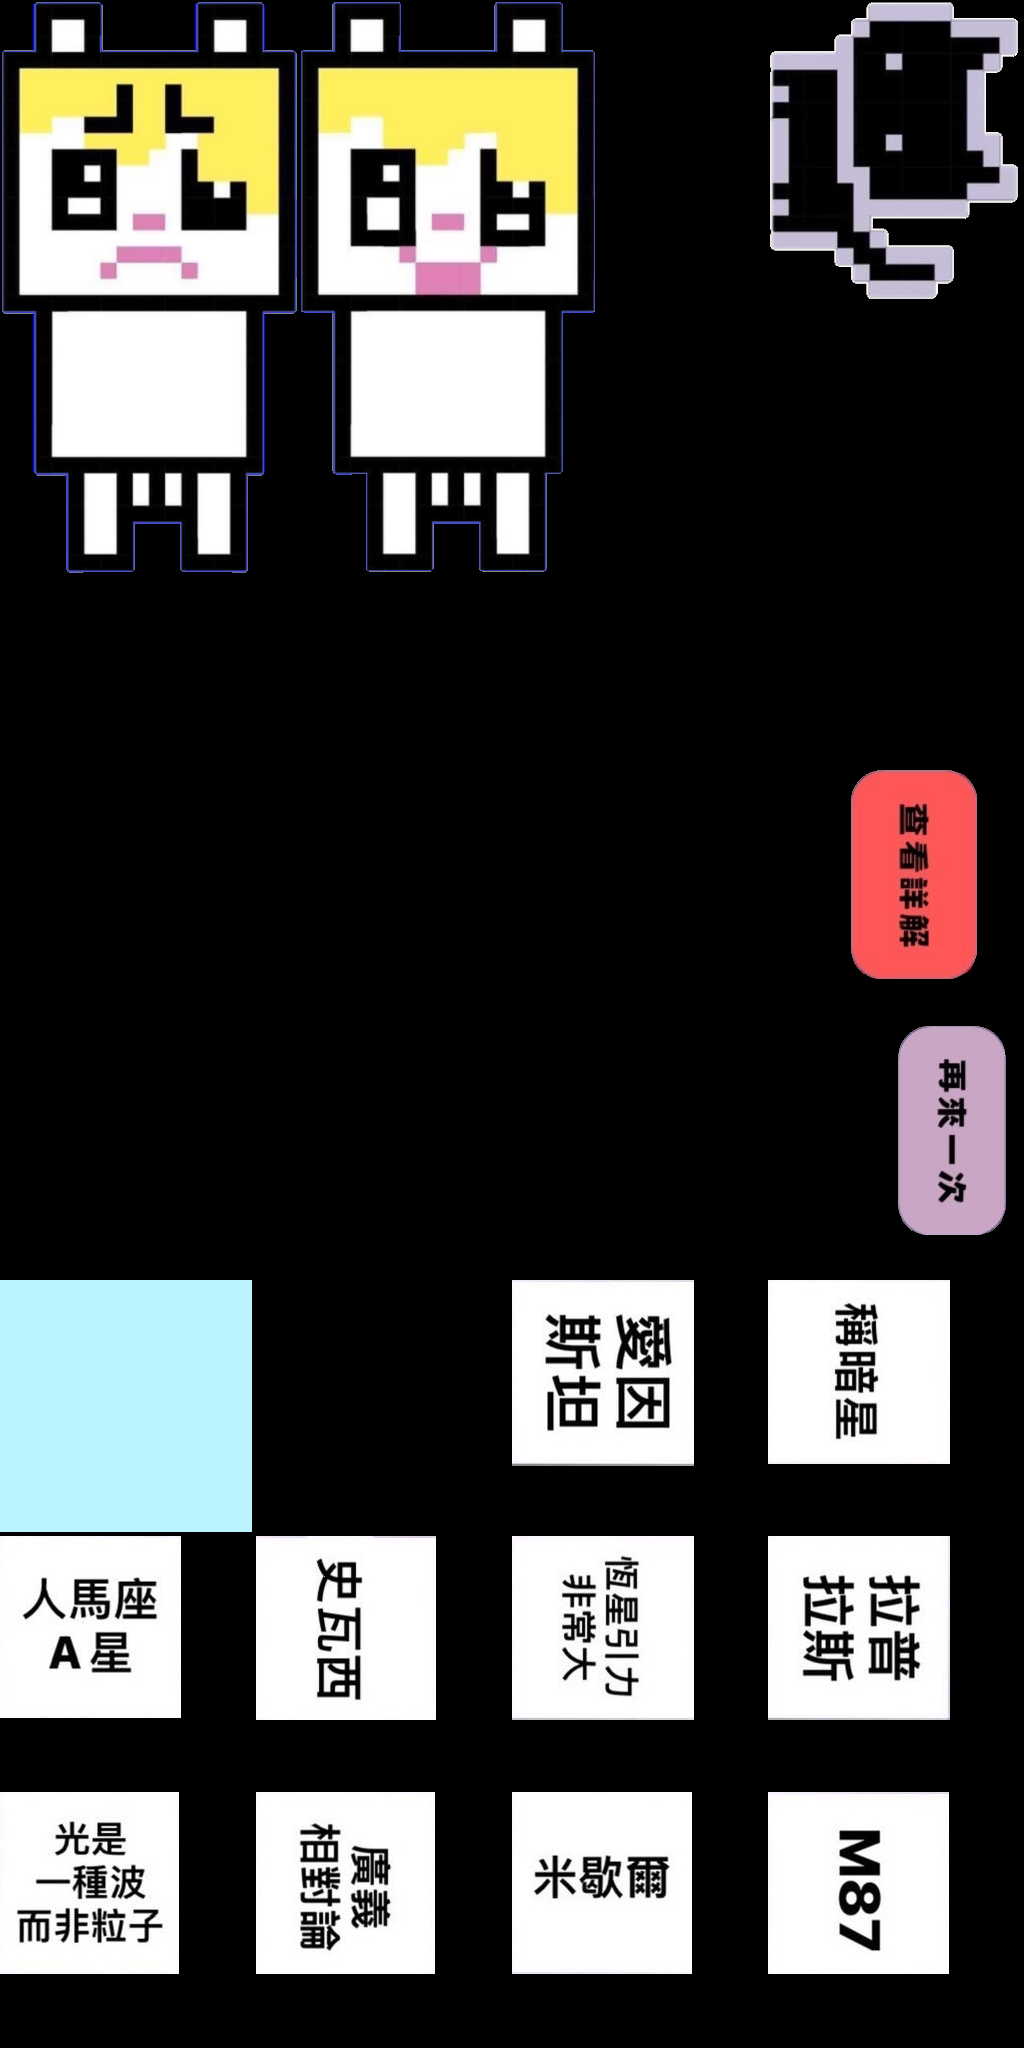 查看詳解
再來一次
愛因
斯坦
稱暗星
人馬座
A 星
史瓦西
恆星引力
非常大
拉普
拉斯
光是
一種波
而非粒子
廣義
相對論
米歇爾
M87